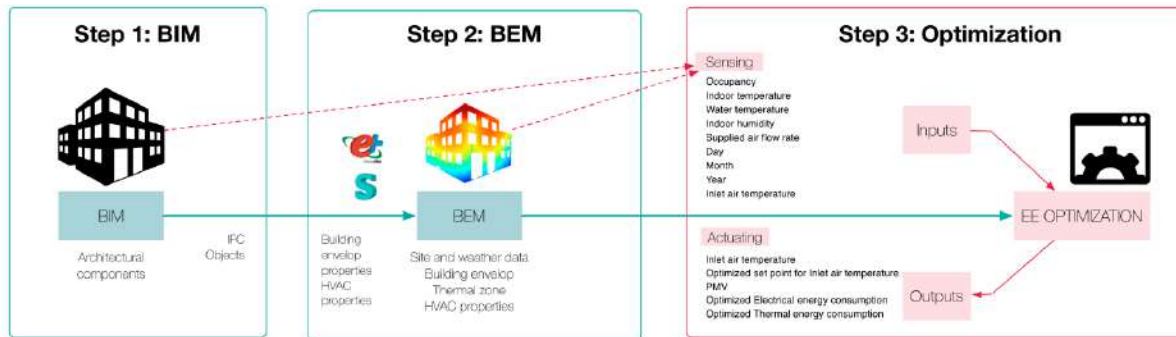 Step 1: BIM
BIM
Architectural
components
IFC
Objects
Step 2: BEM
et
S
Building
envelop
properties
HVAC
properties
BEM
Site and weather data
Building envelop
Thermal zone
HVAC properties
Step 3: Optimization
Sensing
Occupancy
Indoor temperature
Water temperature
Indoor humidity
Supplied air flow rate
Day
Month
Year
Inlet air temperature
Inputs
EE OPTIMIZATION
Actuating
Inlet air temperature
Optimized set point for Inlet air temperature
PMV
Optimized Electrical energy consumption
Optimized Thermal energy consumption
Outputs